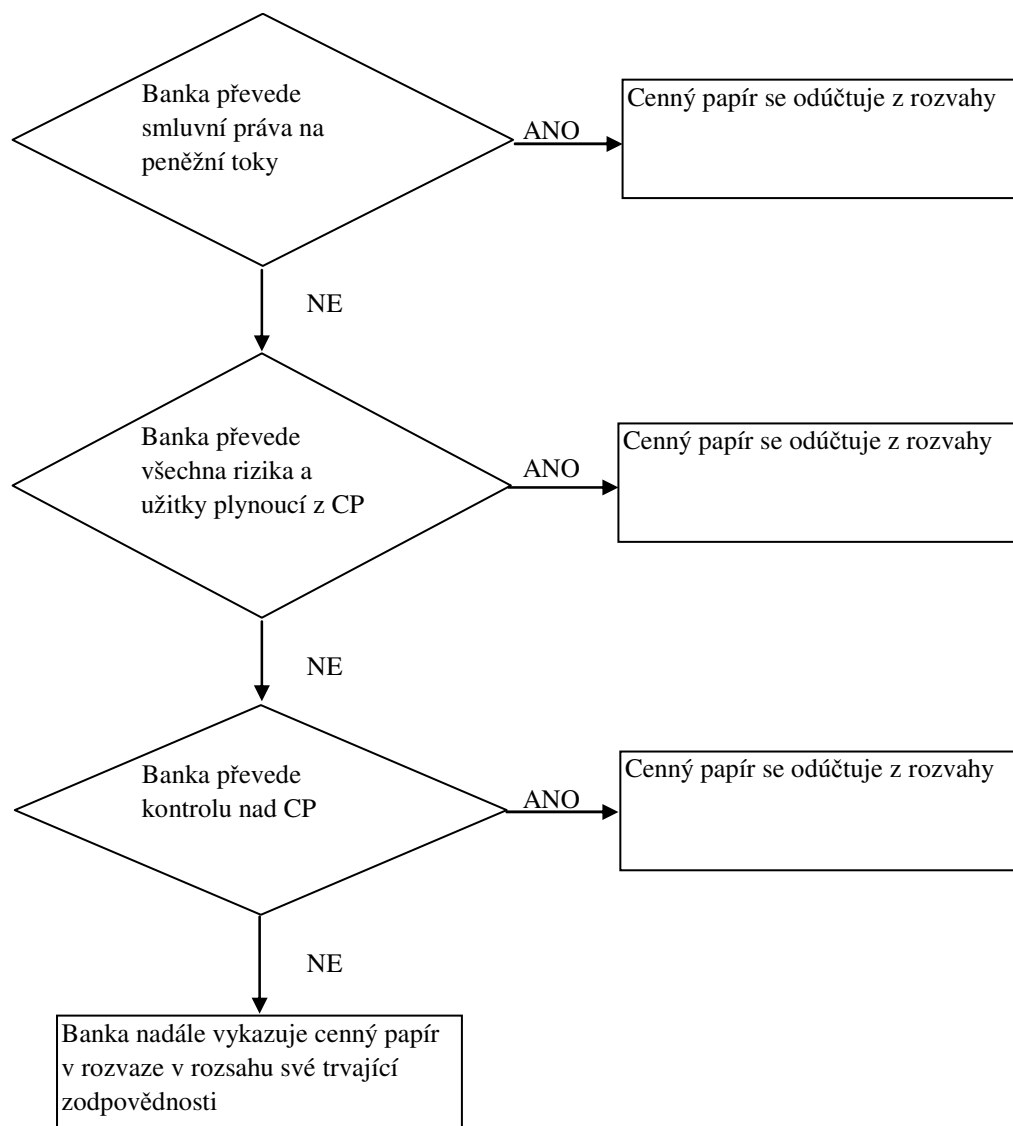 Banka převede
smluvní práva na
peněžní toky
ANO
Cenný papír se odúčtuje z rozvahy
NE
Banka převede
všechna rizika a
užitky plynoucí z CP
ANO
Cenný papír se odúčtuje z rozvahy
NE
Banka převede
kontrolu nad CP
ANO
Cenný papír se odúčtuje z rozvahy
NE
Banka nadále vykazuje cenný papír
v rozvaze v rozsahu své trvající
zodpovědnosti